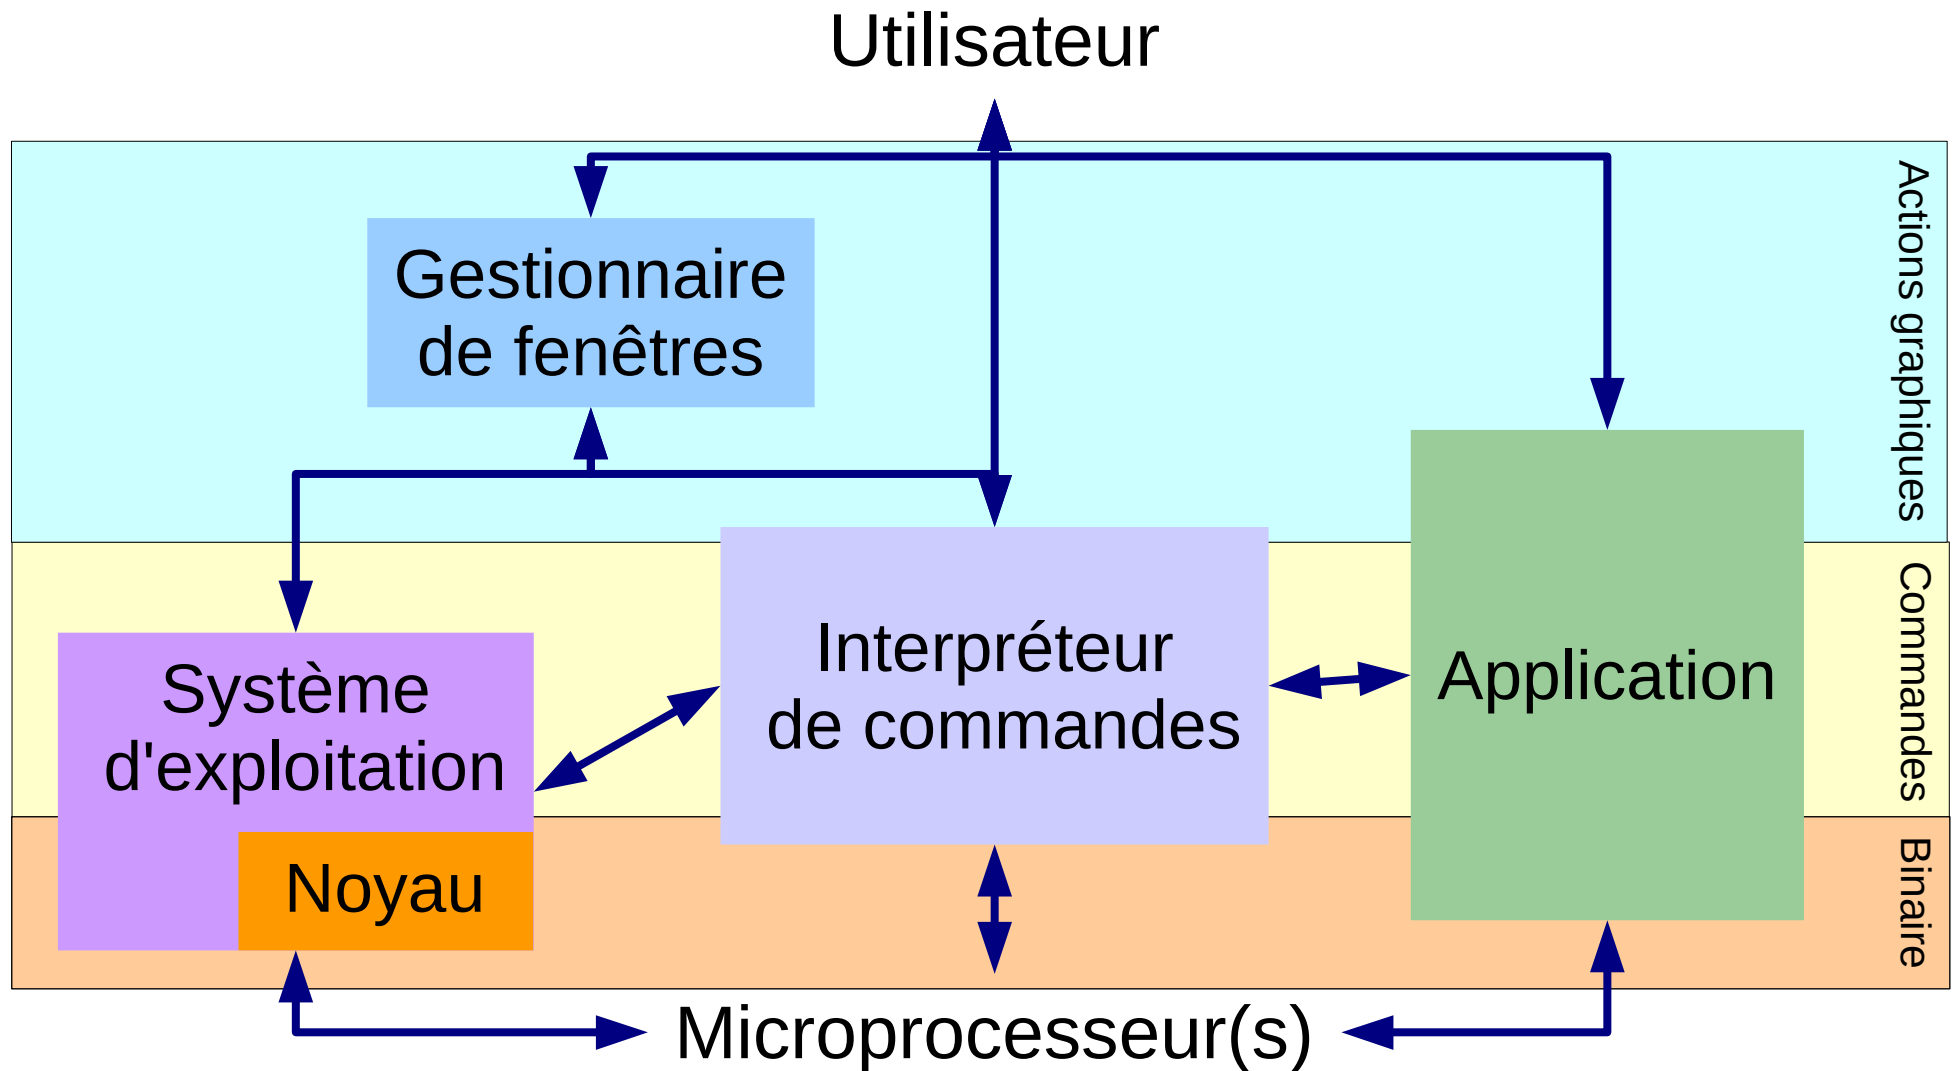 Utilisateur
Actions graphiques
Gestionnaire
de fenêtres
Commandes
Système
d'exploitation
Interpréteur
de commandes
Application
Binaire
Noyau
Microprocesseur(s)